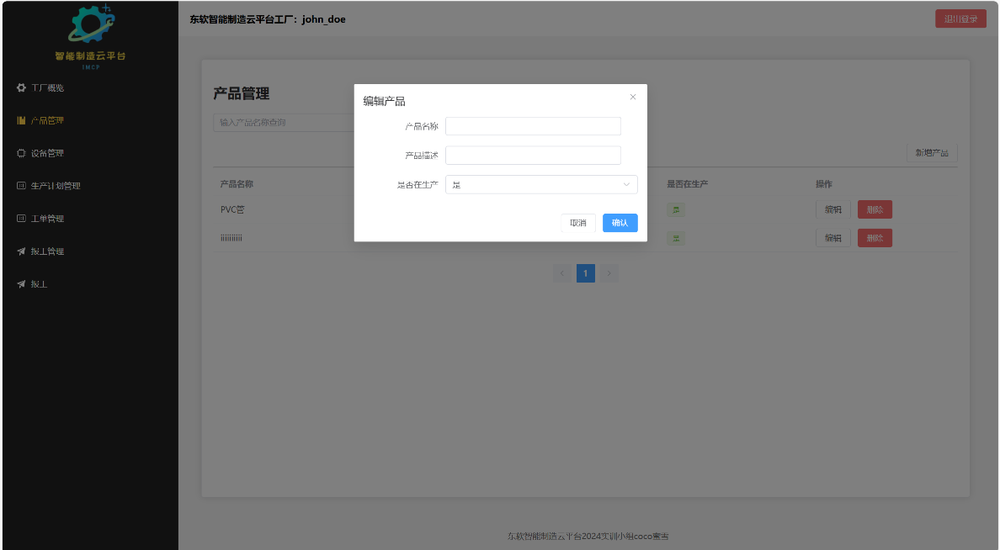 智能制造云平台
IMCP
工厂概览
产品管理
设备管理
生产计划管理
工单管理
报工管理
报工
东软智能制造云平台工厂：john_doe
退出登录
产品管理
输入产品名称查询
新增产品
产品名称 是否在生产 操作
PVC管 是 编辑 删除
iiiiiiiiii 是 编辑 删除
1
编辑产品
产品名称
产品描述
是否在生产 是
取消 确认
东软智能制造云平台2024实训小组coco蜜雪